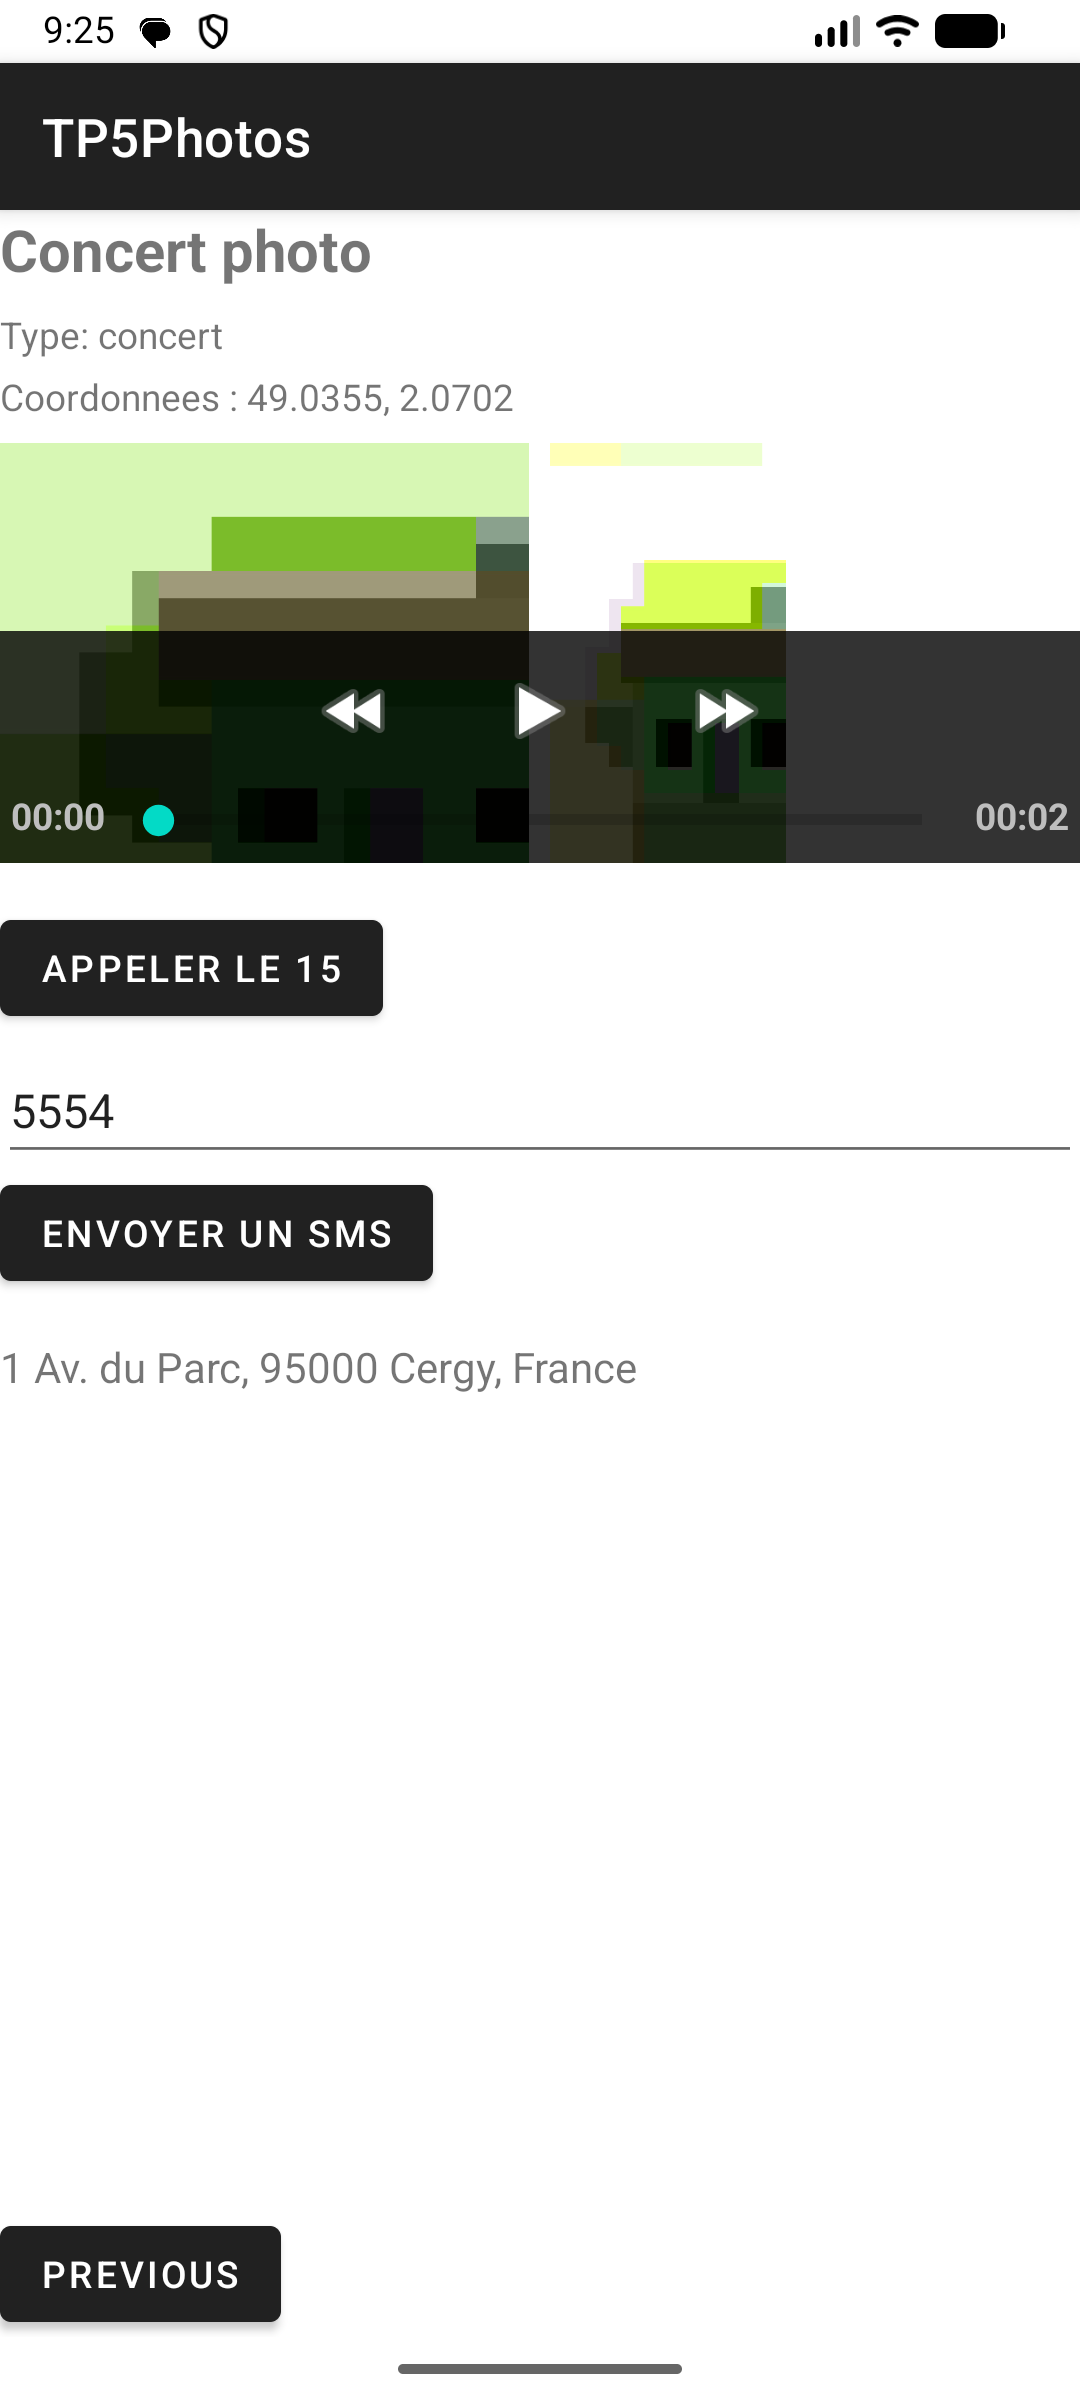 9:25
TP5Photos
Concert photo
Type: concert
Coordonnees : 49.0355, 2.0702
00:00
00:02
APPELER LE 15
5554
ENVOYER UN SMS
1 Av. du Parc, 95000 Cergy, France
PREVIOUS